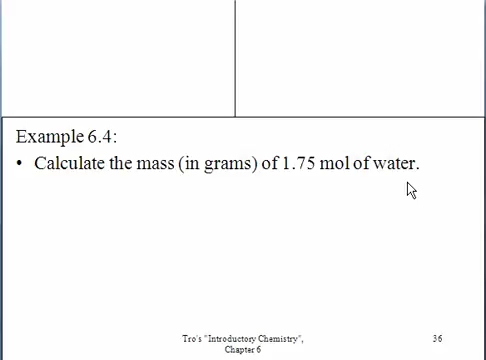 Example 6.4:
• Calculate the mass (in grams) of 1.75 mol of water.
Tro's "Introductory Chemistry",
Chapter 6
36